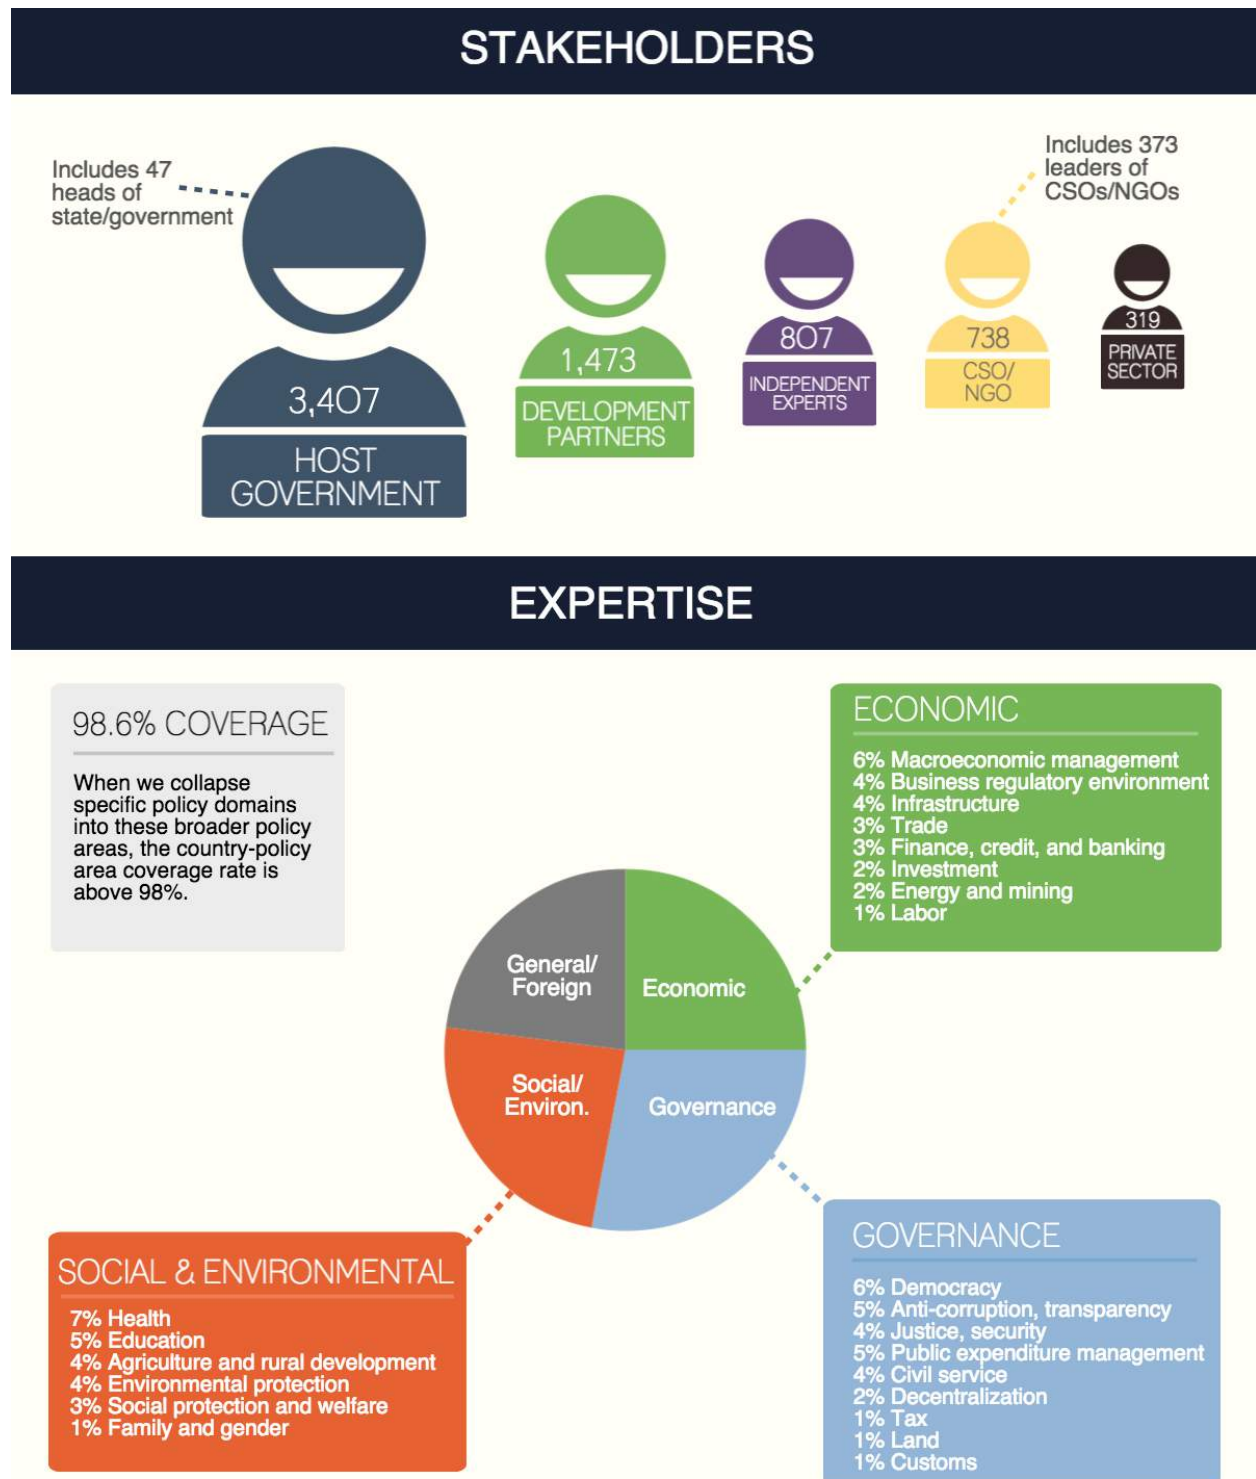 STAKEHOLDERS
Includes 47
heads of
state/government
Includes 373
leaders of
CSOs/NGOs
3,407
HOST
GOVERNMENT
1,473
DEVELOPMENT
PARTNERS
807
INDEPENDENT
EXPERTS
738
CSO/
NGO
319
PRIVATE
SECTOR
EXPERTISE
98.6% COVERAGE
When we collapse
specific policy domains
into these broader policy
areas, the country-policy
area coverage rate is
above 98%.
ECONOMIC
6% Macroeconomic management
4% Business regulatory environment
4% Infrastructure
3% Trade
3% Finance, credit, and banking
2% Investment
2% Energy and mining
1% Labor
General/
Foreign
Economic
Social/
Environ.
Governance
SOCIAL & ENVIRONMENTAL
7% Health
5% Education
4% Agriculture and rural development
4% Environmental protection
3% Social protection and welfare
1% Family and gender
GOVERNANCE
6% Democracy
5% Anti-corruption, transparency
4% Justice, security
5% Public expenditure management
4% Civil service
2% Decentralization
1% Tax
1% Land
1% Customs